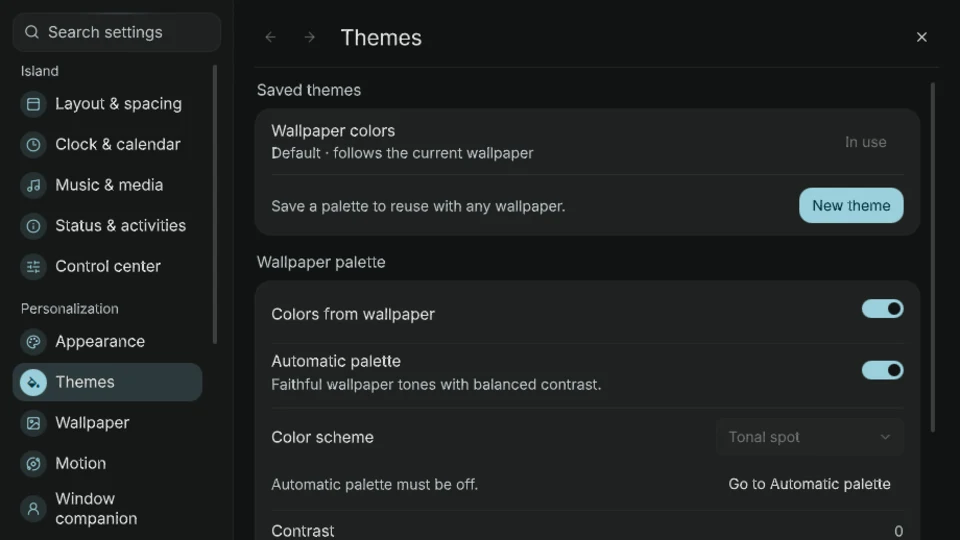 Search settings
Island
Layout & spacing
Clock & calendar
Music & media
Status & activities
Control center
Personalization
Appearance
Themes
Wallpaper
Motion
Window
companion
Themes
Saved themes
Wallpaper colors
Default · follows the current wallpaper
In use
Save a palette to reuse with any wallpaper.
New theme
Wallpaper palette
Colors from wallpaper
Automatic palette
Faithful wallpaper tones with balanced contrast.
Color scheme
Tonal spot
Automatic palette must be off.
Go to Automatic palette
Contrast
0